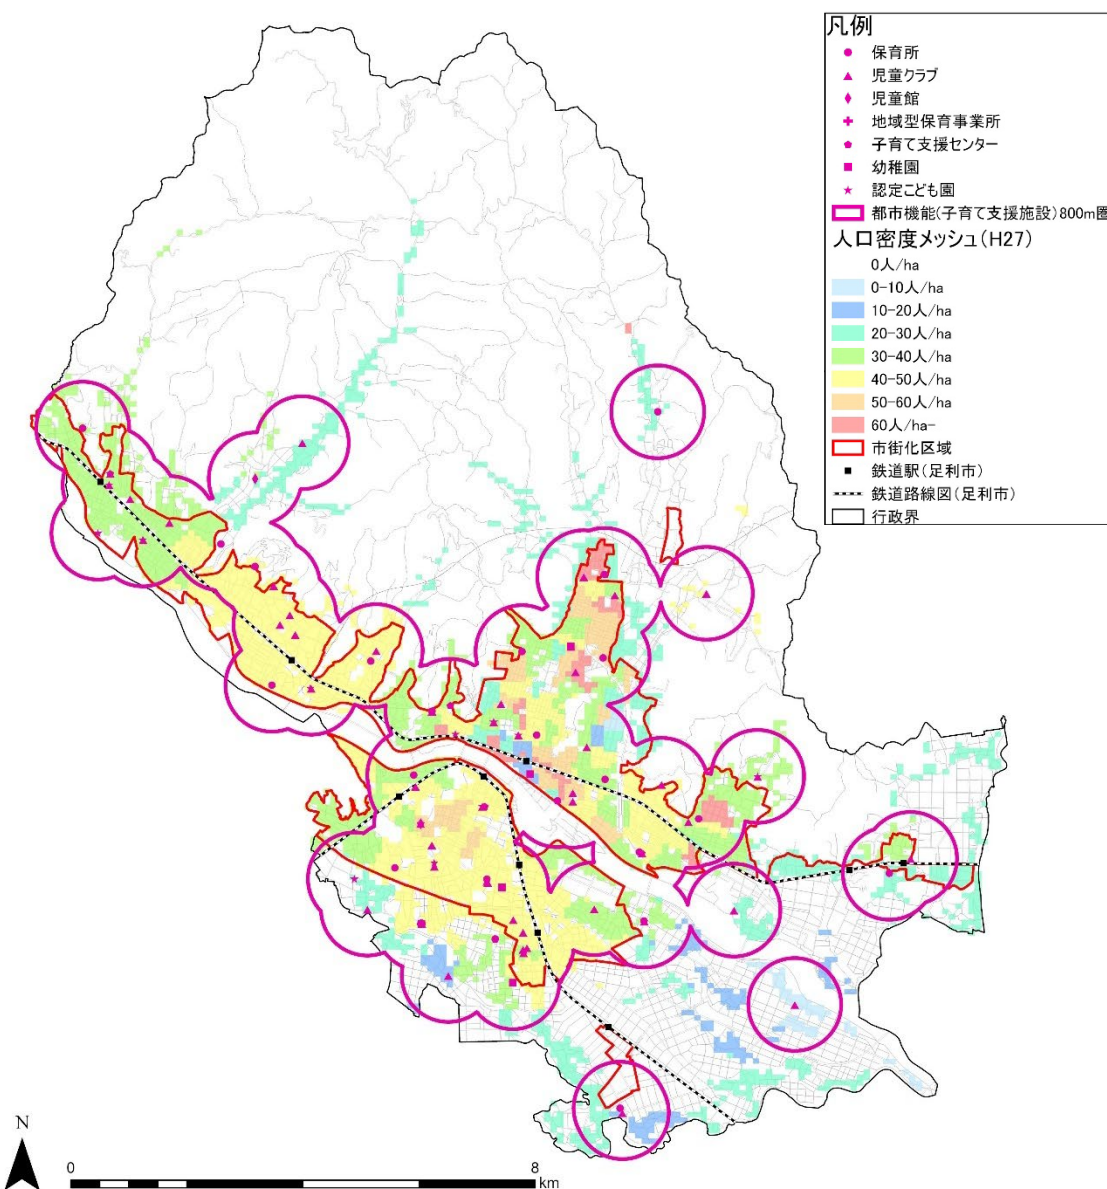 凡例
保育所
児童クラブ
児童館
地域型保育事業所
子育て支援センター
幼稚園
認定こども園
都市機能(子育て支援施設)800m圏
人口密度メッシュ(H27)
0人/ha
0-10人/ha
10-20人/ha
20-30人/ha
30-40人/ha
40-50人/ha
50-60人/ha
60人/ha-
市街化区域
鉄道駅(足利市)
鉄道路線図(足利市)
行政界
N
0 8
km